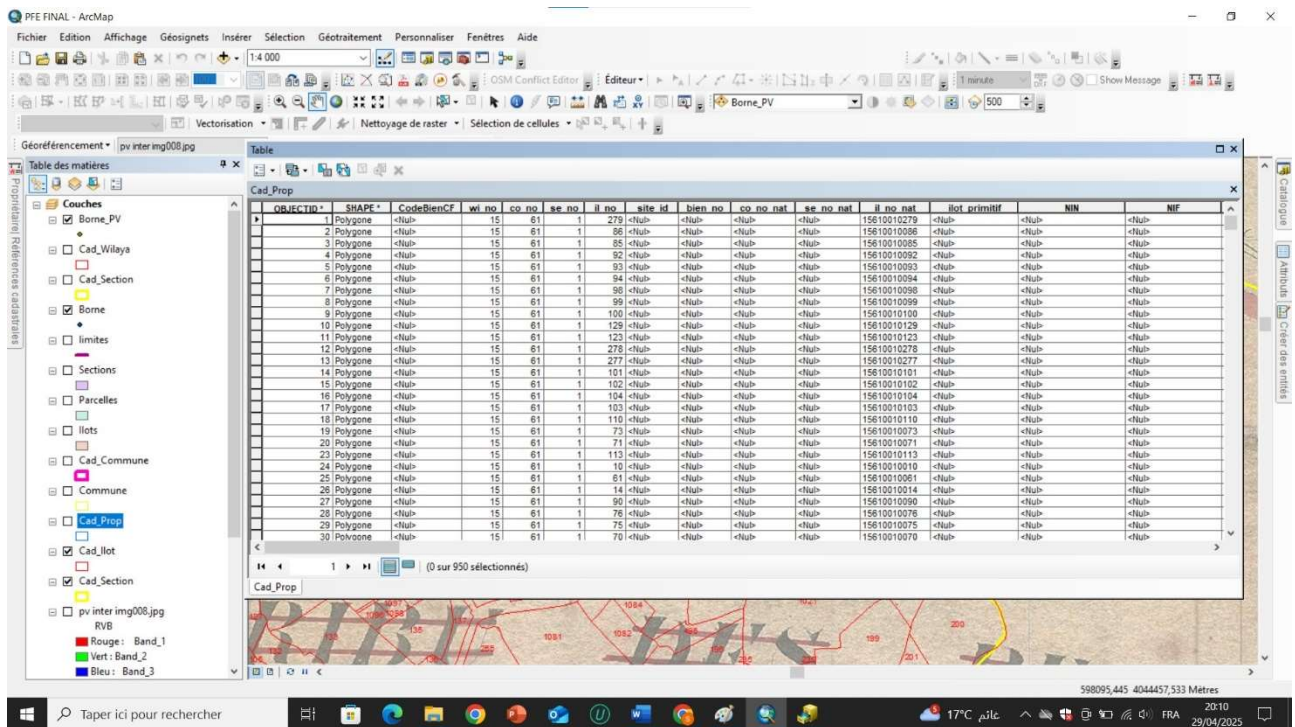 PFE FINAL - ArcMap
Fichier Edition Affichage Géosignets Insérer Sélection Géotraitement Personnaliser Fenêtres Aide
1:4 000
OSM Conflict Editor Éditeur 1 minute Show Message
Borne_PV 500
Vectorisation Nettoyage de raster Sélection de cellules
Géoréférencement pv inter img008.jpg
Table des matières
Propriétaire| Références cadastrales
Couches
Borne_PV
Cad_Wilaya
Cad_Section
Borne
limites
Sections
Parcelles
Ilots
Cad_Commune
Commune
Cad_Prop
Cad_Ilot
Cad_Section
pv inter img008.jpg
RVB
Rouge : Band_1
Vert : Band_2
Bleu : Band_3
Table
Cad_Prop
OBJECTID * SHAPE * CodeBienCF wi_no co_no se_no il_no site_id bien_no co_no_nat se_no_nat il_no_nat ilot_primitif NIN NIF
1 Polygone <Nul> 15 61 1 279 <Nul> <Nul> <Nul> <Nul> 15610010279 <Nul> <Nul> <Nul>
2 Polygone <Nul> 15 61 1 86 <Nul> <Nul> <Nul> <Nul> 15610010086 <Nul> <Nul> <Nul>
3 Polygone <Nul> 15 61 1 85 <Nul> <Nul> <Nul> <Nul> 15610010085 <Nul> <Nul> <Nul>
4 Polygone <Nul> 15 61 1 92 <Nul> <Nul> <Nul> <Nul> 15610010092 <Nul> <Nul> <Nul>
5 Polygone <Nul> 15 61 1 93 <Nul> <Nul> <Nul> <Nul> 15610010093 <Nul> <Nul> <Nul>
6 Polygone <Nul> 15 61 1 94 <Nul> <Nul> <Nul> <Nul> 15610010094 <Nul> <Nul> <Nul>
7 Polygone <Nul> 15 61 1 98 <Nul> <Nul> <Nul> <Nul> 15610010098 <Nul> <Nul> <Nul>
8 Polygone <Nul> 15 61 1 99 <Nul> <Nul> <Nul> <Nul> 15610010099 <Nul> <Nul> <Nul>
9 Polygone <Nul> 15 61 1 100 <Nul> <Nul> <Nul> <Nul> 15610010100 <Nul> <Nul> <Nul>
10 Polygone <Nul> 15 61 1 129 <Nul> <Nul> <Nul> <Nul> 15610010129 <Nul> <Nul> <Nul>
11 Polygone <Nul> 15 61 1 123 <Nul> <Nul> <Nul> <Nul> 15610010123 <Nul> <Nul> <Nul>
12 Polygone <Nul> 15 61 1 278 <Nul> <Nul> <Nul> <Nul> 15610010278 <Nul> <Nul> <Nul>
13 Polygone <Nul> 15 61 1 277 <Nul> <Nul> <Nul> <Nul> 15610010277 <Nul> <Nul> <Nul>
14 Polygone <Nul> 15 61 1 101 <Nul> <Nul> <Nul> <Nul> 15610010101 <Nul> <Nul> <Nul>
15 Polygone <Nul> 15 61 1 102 <Nul> <Nul> <Nul> <Nul> 15610010102 <Nul> <Nul> <Nul>
16 Polygone <Nul> 15 61 1 104 <Nul> <Nul> <Nul> <Nul> 15610010104 <Nul> <Nul> <Nul>
17 Polygone <Nul> 15 61 1 103 <Nul> <Nul> <Nul> <Nul> 15610010103 <Nul> <Nul> <Nul>
18 Polygone <Nul> 15 61 1 110 <Nul> <Nul> <Nul> <Nul> 15610010110 <Nul> <Nul> <Nul>
19 Polygone <Nul> 15 61 1 73 <Nul> <Nul> <Nul> <Nul> 15610010073 <Nul> <Nul> <Nul>
20 Polygone <Nul> 15 61 1 71 <Nul> <Nul> <Nul> <Nul> 15610010071 <Nul> <Nul> <Nul>
23 Polygone <Nul> 15 61 1 113 <Nul> <Nul> <Nul> <Nul> 15610010113 <Nul> <Nul> <Nul>
24 Polygone <Nul> 15 61 1 10 <Nul> <Nul> <Nul> <Nul> 15610010010 <Nul> <Nul> <Nul>
25 Polygone <Nul> 15 61 1 61 <Nul> <Nul> <Nul> <Nul> 15610010061 <Nul> <Nul> <Nul>
26 Polygone <Nul> 15 61 1 14 <Nul> <Nul> <Nul> <Nul> 15610010014 <Nul> <Nul> <Nul>
27 Polygone <Nul> 15 61 1 90 <Nul> <Nul> <Nul> <Nul> 15610010090 <Nul> <Nul> <Nul>
28 Polygone <Nul> 15 61 1 76 <Nul> <Nul> <Nul> <Nul> 15610010076 <Nul> <Nul> <Nul>
29 Polygone <Nul> 15 61 1 75 <Nul> <Nul> <Nul> <Nul> 15610010075 <Nul> <Nul> <Nul>
30 Polygone <Nul> 15 61 1 70 <Nul> <Nul> <Nul> <Nul> 15610010070 <Nul> <Nul> <Nul>
1 (0 sur 950 sélectionnés)
Cad_Prop
Catalogue
Attributs
Créer des entités
1084
135 1081 1082 199 200
201
598095,445 4044457,533 Mètres
Taper ici pour rechercher
17°C غائم FRA 20:10
29/04/2025